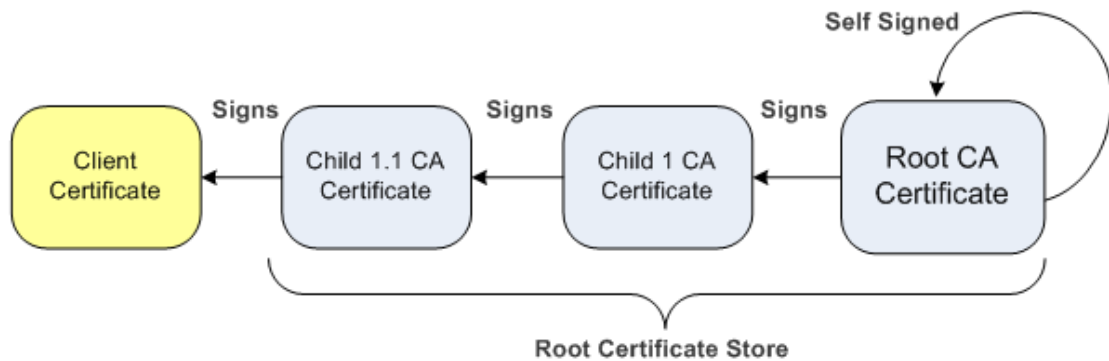 Self Signed
Signs
Signs
Signs
Client
Certificate
Child 1.1 CA
Certificate
Child 1 CA
Certificate
Root CA
Certificate
Root Certificate Store